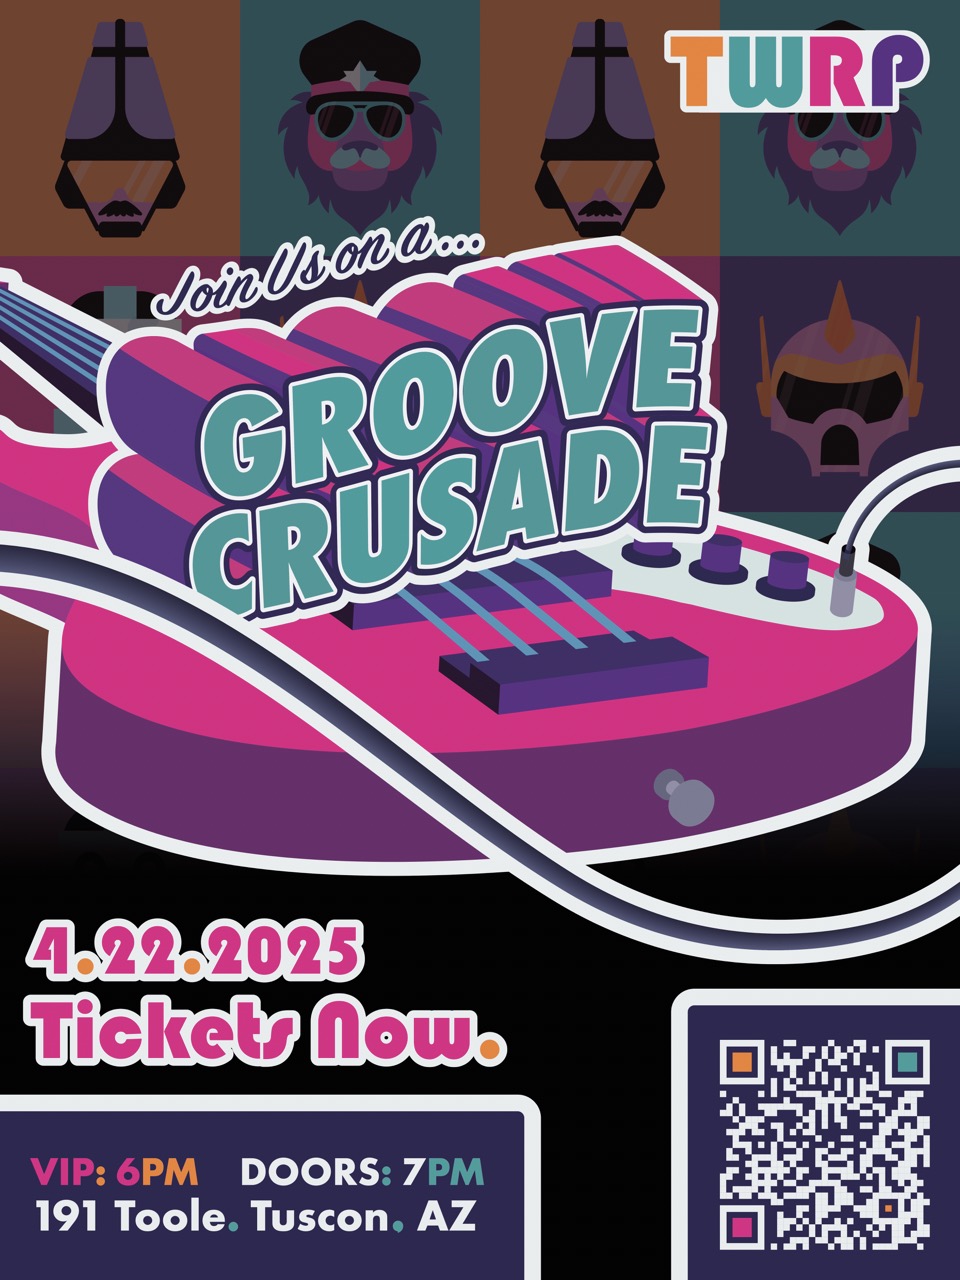 TWRP
Join Us on a...
GROOVE
CRUSADE
4.22.2025
Tickets Now.
VIP: 6PM DOORS: 7PM
191 Toole. Tuscon, AZ